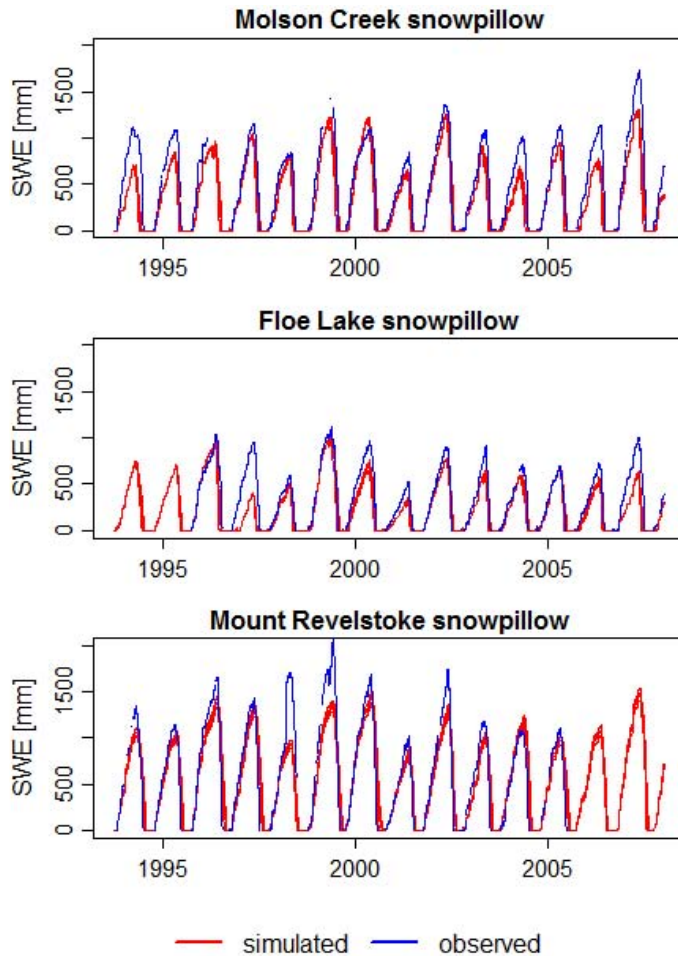 Molson Creek snowpillow
SWE [mm]
1500
500
0
1995 2000 2005
Floe Lake snowpillow
SWE [mm]
1500
500
0
1995 2000 2005
Mount Revelstoke snowpillow
SWE [mm]
1500
500
0
1995 2000 2005
simulated observed